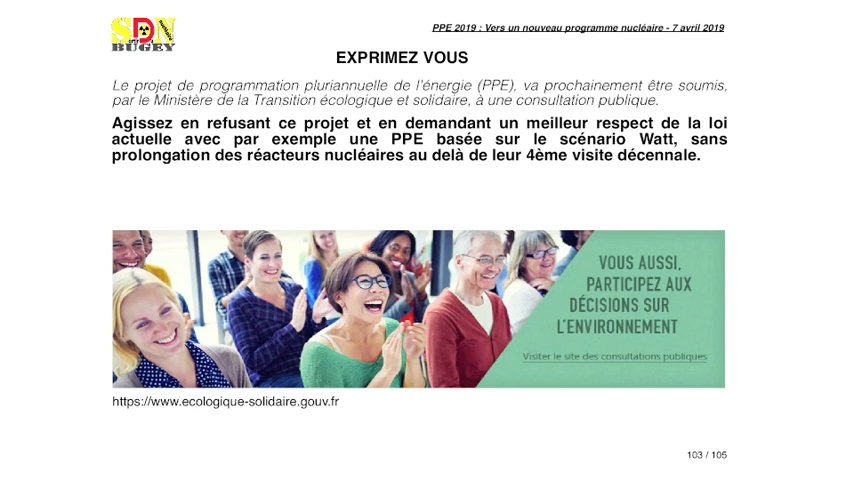 SDN
nucléaire
BUGEY
PPE 2019 : Vers un nouveau programme nucléaire - 7 avril 2019
EXPRIMEZ VOUS
Le projet de programmation pluriannuelle de l'énergie (PPE), va prochainement être soumis,
par le Ministère de la Transition écologique et solidaire, à une consultation publique.
Agissez en refusant ce projet et en demandant un meilleur respect de la loi
actuelle avec par exemple une PPE basée sur le scénario Watt, sans
prolongation des réacteurs nucléaires au delà de leur 4ème visite décennale.
VOUS AUSSI,
PARTICIPEZ AUX
DÉCISIONS SUR
L'ENVIRONNEMENT
Visiter le site des consultations publiques
https://www.ecologique-solidaire.gouv.fr
103 / 105